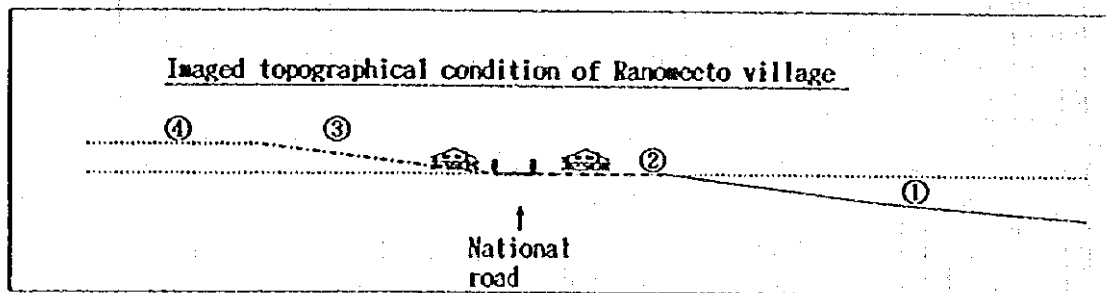 Imaged topographical condition of Ranomeeto village
④ ③ ② ①
National
road